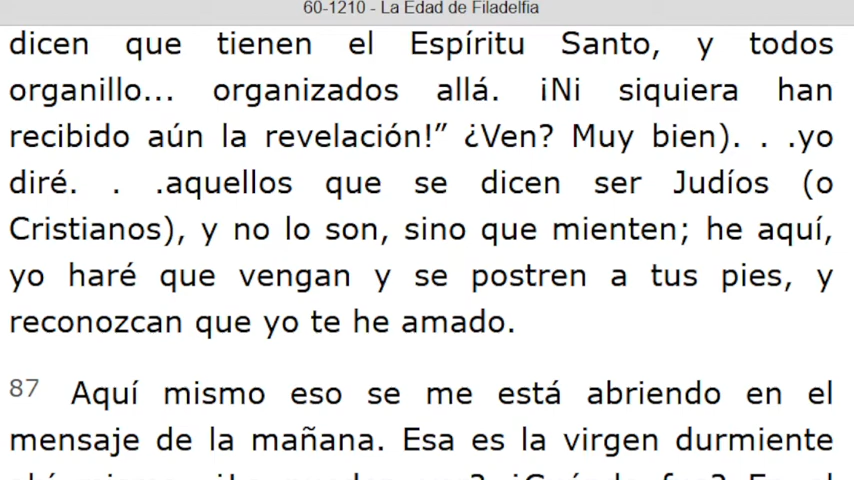 60-1210 - La Edad de Filadelfia
dicen que tienen el Espíritu Santo, y todos
organillo... organizados allá. ¡Ni siquiera han
recibido aún la revelación!” ¿Ven? Muy bien). . .yo
diré. . .aquellos que se dicen ser Judíos (o
Cristianos), y no lo son, sino que mienten; he aquí,
yo haré que vengan y se postren a tus pies, y
reconozcan que yo te he amado.
87 Aquí mismo eso se me está abriendo en el
mensaje de la mañana. Esa es la virgen durmiente